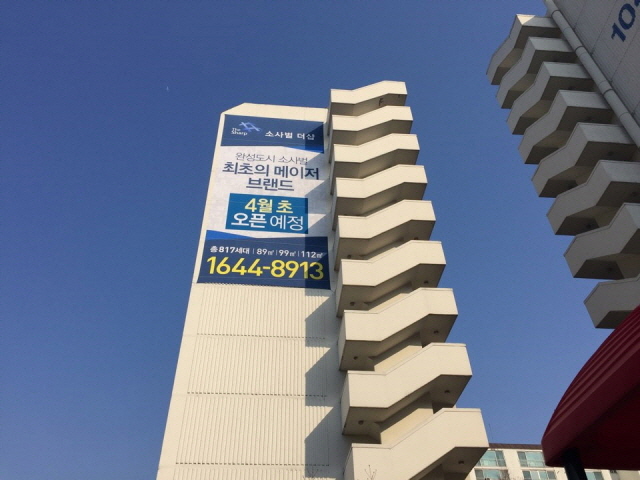 The Sharp 소사벌 더샵
완성도시 소사벌
최초의 메이저
브랜드
4월 초
오픈 예정
총 817세대 | 89㎡ | 99㎡ | 112㎡
1644-8913
104